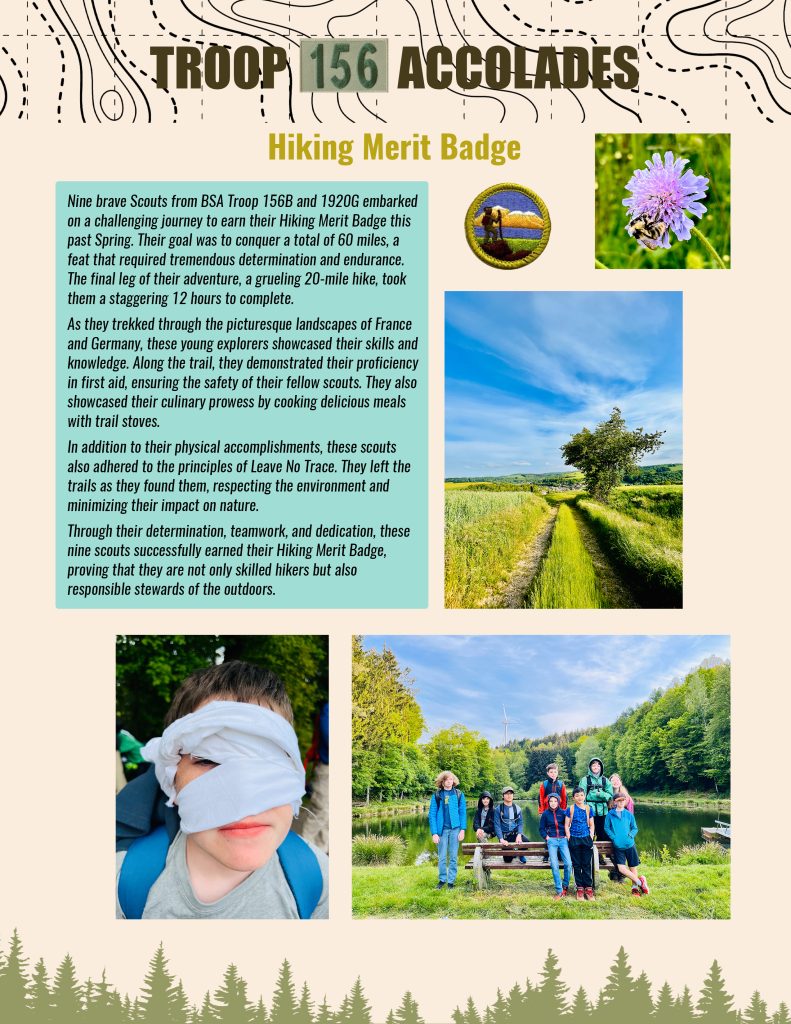 TROOP 156 ACCOLADES
Hiking Merit Badge
Nine brave Scouts from BSA Troop 156B and 1920G embarked
on a challenging journey to earn their Hiking Merit Badge this
past Spring. Their goal was to conquer a total of 60 miles, a
feat that required tremendous determination and endurance.
The final leg of their adventure, a grueling 20-mile hike, took
them a staggering 12 hours to complete.
As they trekked through the picturesque landscapes of France
and Germany, these young explorers showcased their skills and
knowledge. Along the trail, they demonstrated their proficiency
in first aid, ensuring the safety of their fellow scouts. They also
showcased their culinary prowess by cooking delicious meals
with trail stoves.
In addition to their physical accomplishments, these scouts
also adhered to the principles of Leave No Trace. They left the
trails as they found them, respecting the environment and
minimizing their impact on nature.
Through their determination, teamwork, and dedication, these
nine scouts successfully earned their Hiking Merit Badge,
proving that they are not only skilled hikers but also
responsible stewards of the outdoors.